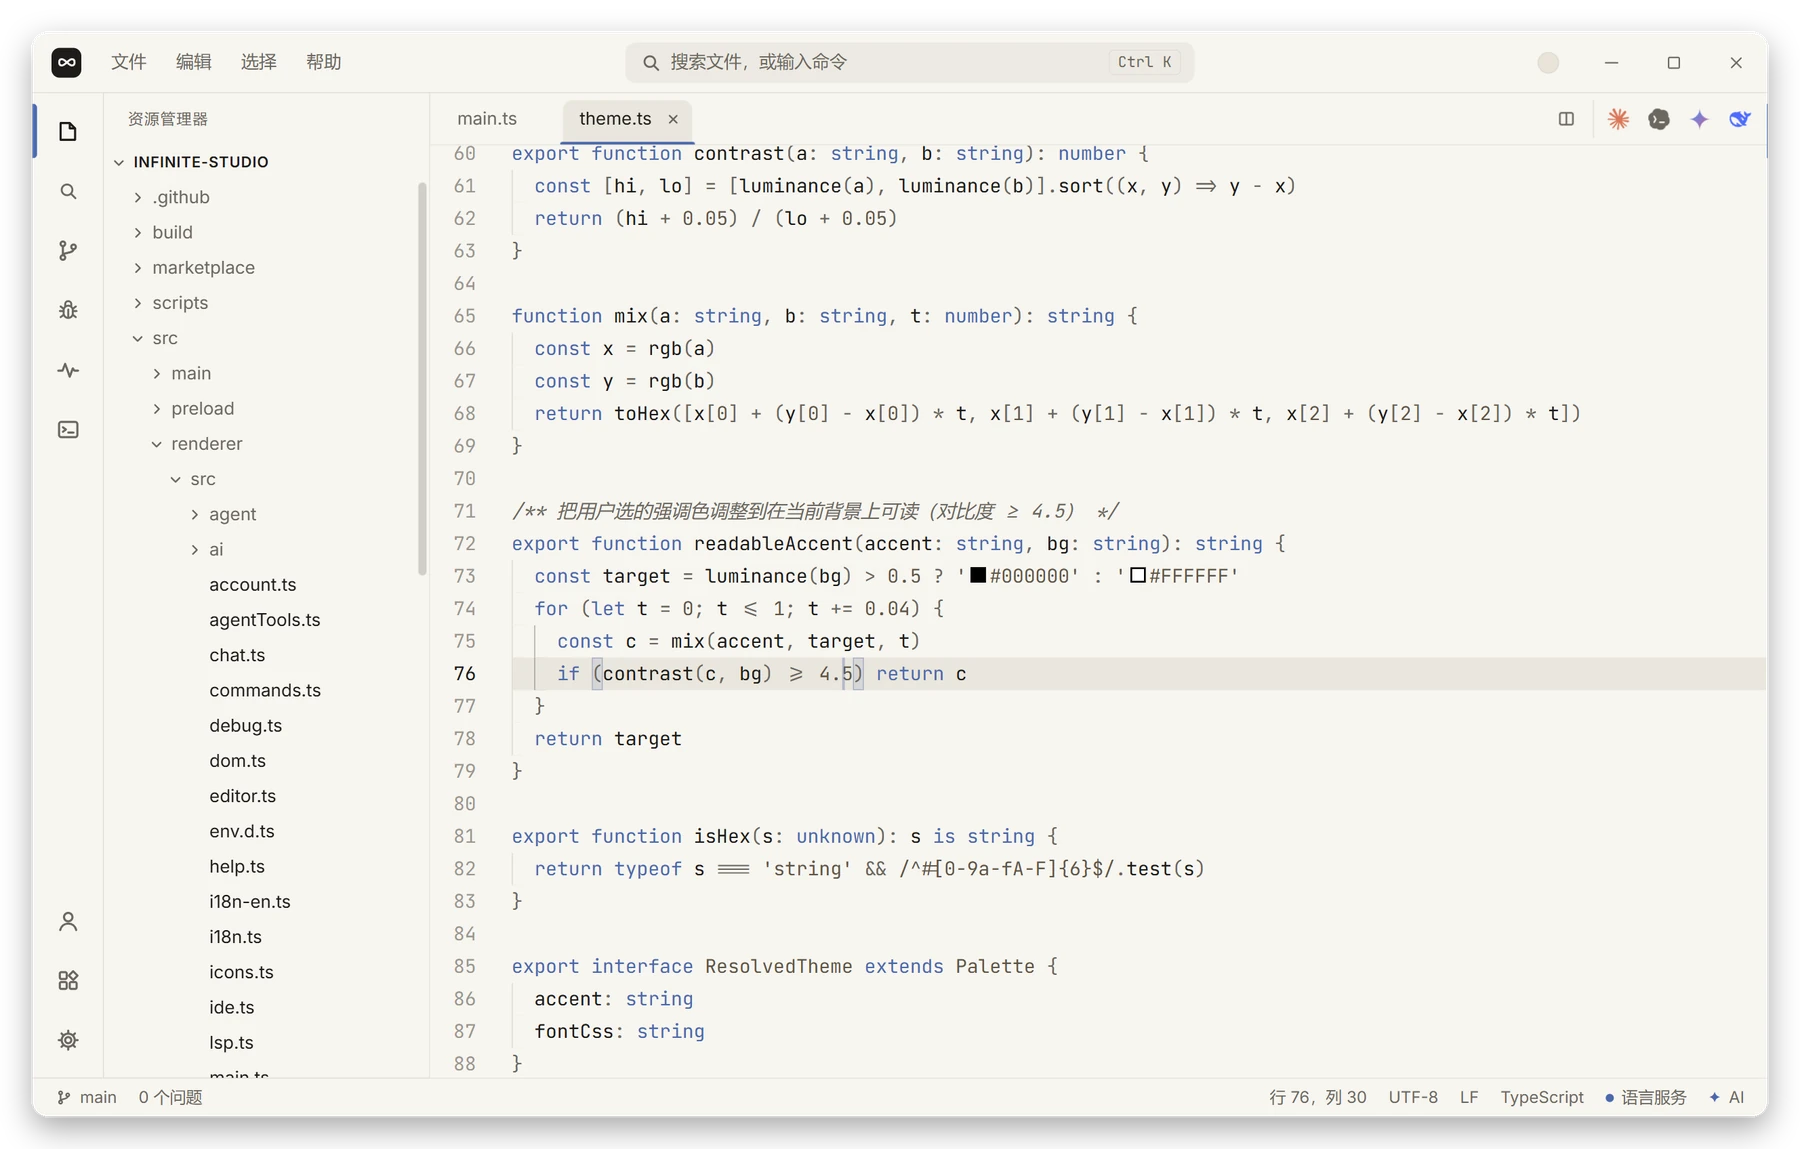 文件 编辑 选择 帮助
搜索文件，或输入命令 Ctrl K
资源管理器
INFINITE-STUDIO
.github
build
marketplace
scripts
src
main
preload
renderer
src
agent
ai
account.ts
agentTools.ts
chat.ts
commands.ts
debug.ts
dom.ts
editor.ts
env.d.ts
help.ts
i18n-en.ts
i18n.ts
icons.ts
ide.ts
lsp.ts
main.ts
main.ts theme.ts
60 export function contrast(a: string, b: string): number {
61 const [hi, lo] = [luminance(a), luminance(b)].sort((x, y) => y - x)
62 return (hi + 0.05) / (lo + 0.05)
63 }
64
65 function mix(a: string, b: string, t: number): string {
66 const x = rgb(a)
67 const y = rgb(b)
68 return toHex([x[0] + (y[0] - x[0]) * t, x[1] + (y[1] - x[1]) * t, x[2] + (y[2] - x[2]) * t])
69 }
70
71 /** 把用户选的强调色调整到在当前背景上可读（对比度 ≥ 4.5） */
72 export function readableAccent(accent: string, bg: string): string {
73 const target = luminance(bg) > 0.5 ? '#000000' : '#FFFFFF'
74 for (let t = 0; t <= 1; t += 0.04) {
75 const c = mix(accent, target, t)
76 if (contrast(c, bg) >= 4.5) return c
77 }
78 return target
79 }
80
81 export function isHex(s: unknown): s is string {
82 return typeof s === 'string' && /^#[0-9a-fA-F]{6}$/.test(s)
83 }
84
85 export interface ResolvedTheme extends Palette {
86 accent: string
87 fontCss: string
88 }
main 0 个问题
行 76，列 30 UTF-8 LF TypeScript 语言服务 AI